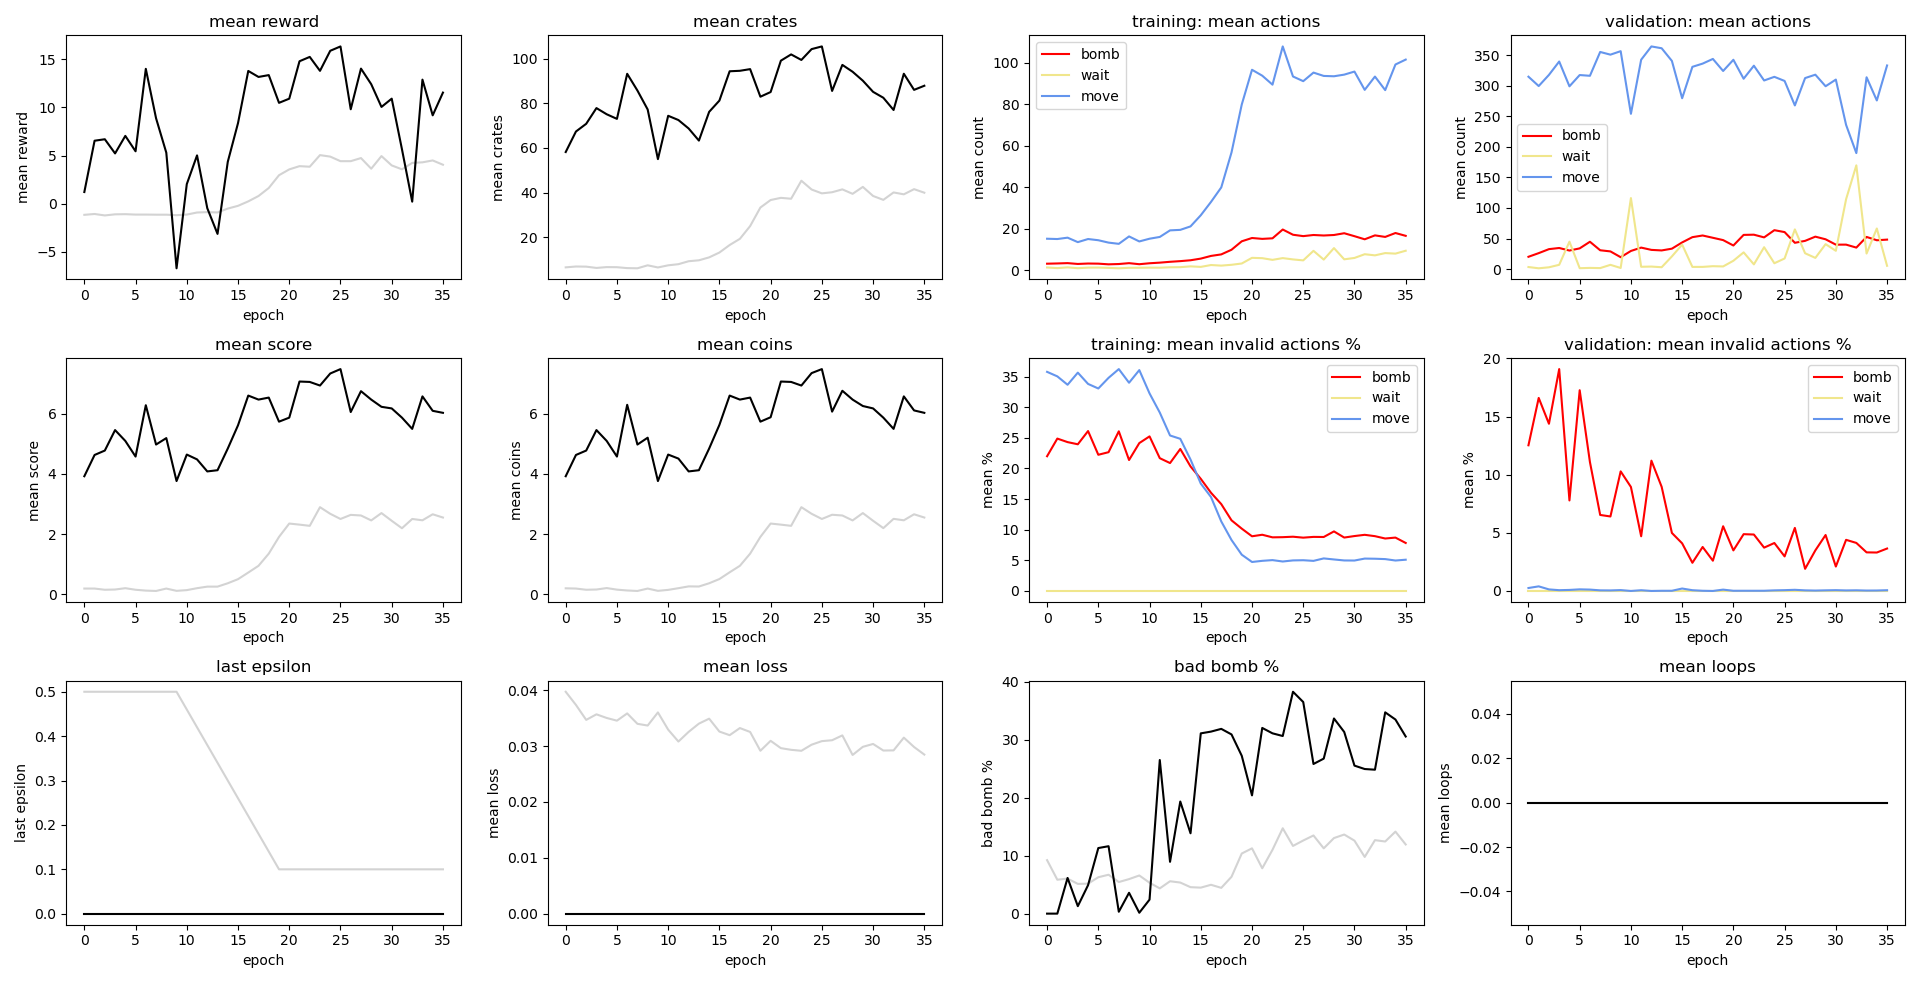 mean reward
mean reward
15
10
5
0
−5
0 5 10 15 20 25 30 35
epoch
mean crates
mean crates
100
80
60
40
20
0 5 10 15 20 25 30 35
epoch
training: mean actions
mean count
100
80
60
40
20
0
bomb
wait
move
0 5 10 15 20 25 30 35
epoch
validation: mean actions
mean count
350
300
250
200
150
100
50
0
bomb
wait
move
0 5 10 15 20 25 30 35
epoch
mean score
mean score
6
4
2
0
0 5 10 15 20 25 30 35
epoch
mean coins
mean coins
6
4
2
0
0 5 10 15 20 25 30 35
epoch
training: mean invalid actions %
mean %
35
30
25
20
15
10
5
0
bomb
wait
move
0 5 10 15 20 25 30 35
epoch
validation: mean invalid actions %
mean %
20
15
10
5
0
bomb
wait
move
0 5 10 15 20 25 30 35
epoch
last epsilon
last epsilon
0.5
0.4
0.3
0.2
0.1
0.0
0 5 10 15 20 25 30 35
epoch
mean loss
mean loss
0.04
0.03
0.02
0.01
0.00
0 5 10 15 20 25 30 35
epoch
bad bomb %
bad bomb %
40
30
20
10
0
0 5 10 15 20 25 30 35
epoch
mean loops
mean loops
0.04
0.02
0.00
−0.02
−0.04
0 5 10 15 20 25 30 35
epoch